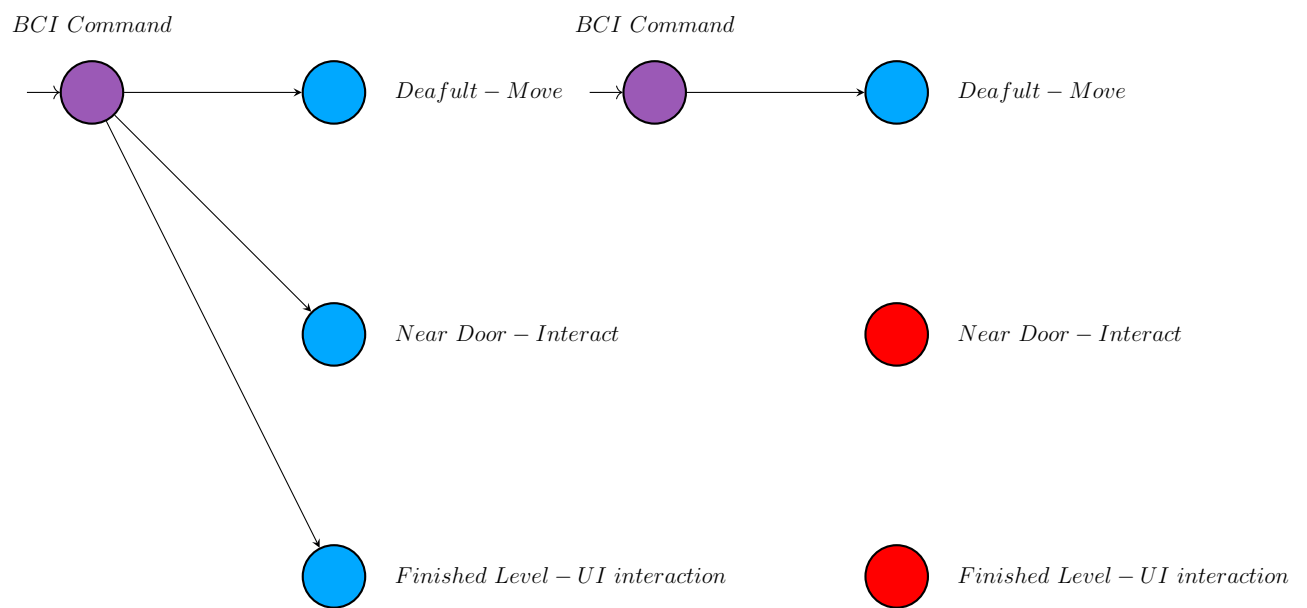 BCI Command
Deafult – Move
Near Door – Interact
Finished Level – UI interaction
BCI Command
Deafult – Move
Near Door – Interact
Finished Level – UI interaction